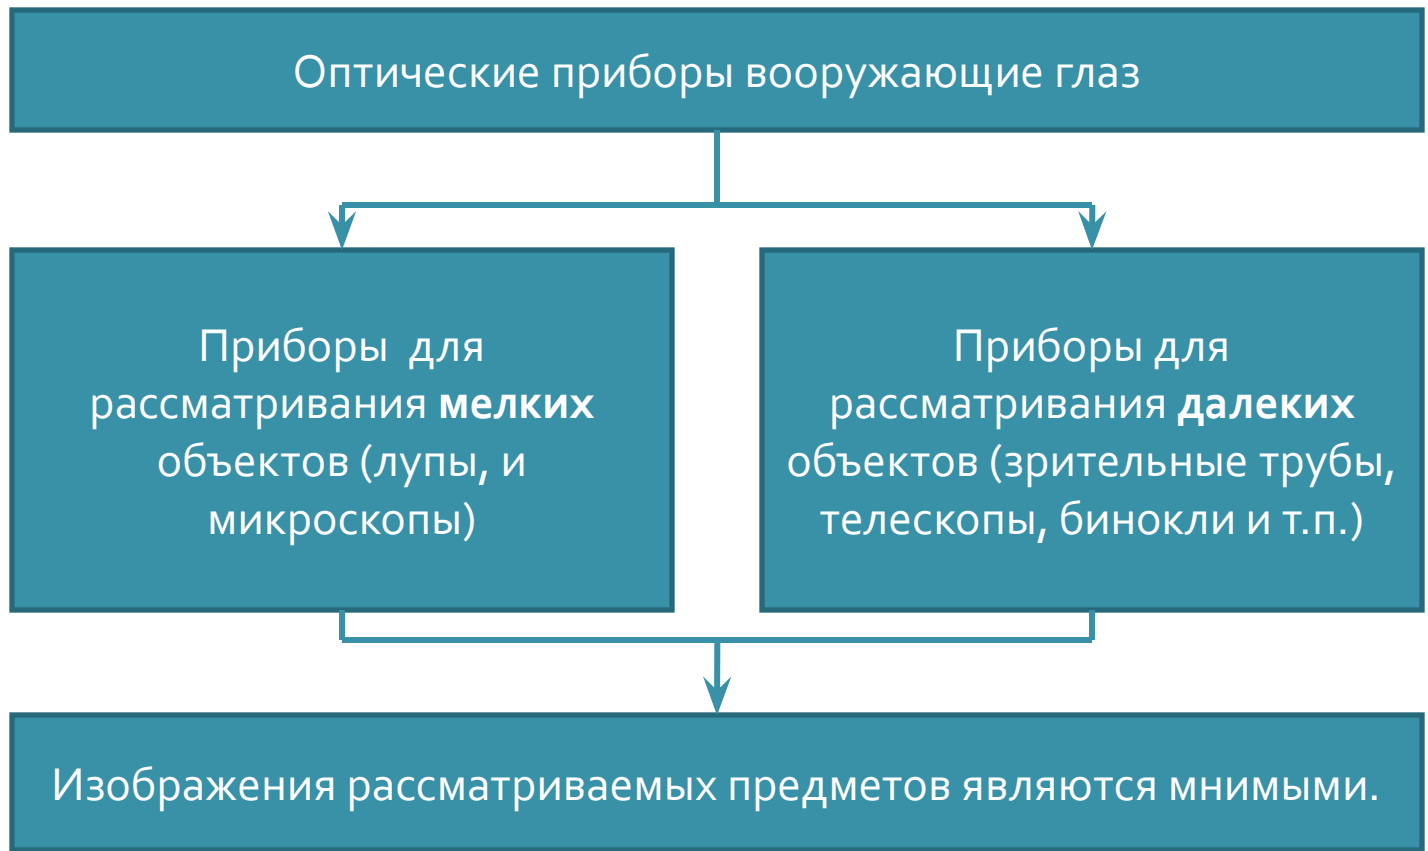 Оптические приборы вооружающие глаз
Приборы для
рассматривания мелких
объектов (лупы, и
микроскопы)
Приборы для
рассматривания далеких
объектов (зрительные трубы,
телескопы, бинокли и т.п.)
Изображения рассматриваемых предметов являются мнимыми.